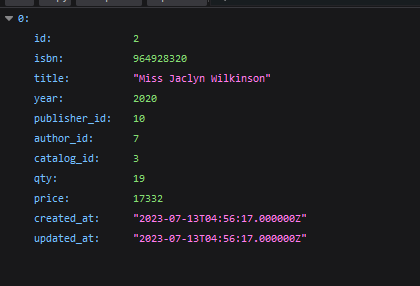 0:
id: 2
isbn: 964928320
title: "Miss Jaclyn Wilkinson"
year: 2020
publisher_id: 10
author_id: 7
catalog_id: 3
qty: 19
price: 17332
created_at: "2023-07-13T04:56:17.000000Z"
updated_at: "2023-07-13T04:56:17.000000Z"